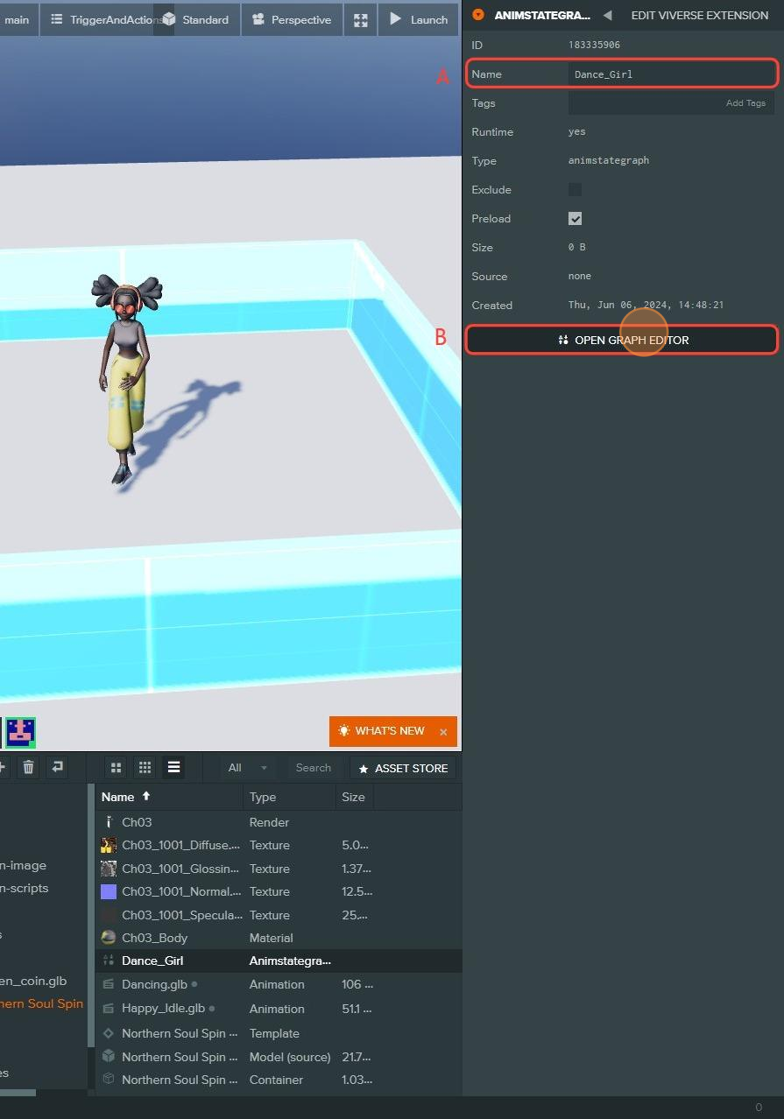 main
TriggerAndActions
Standard
Perspective
Launch
ANIMSTATEGRA...
EDIT VIVERSE EXTENSION
ID
183335906
A
Name
Dance_Girl
Tags
Add Tags
Runtime
yes
Type
animstategraph
Exclude
Preload
Size
0 B
Source
none
Created
Thu, Jun 06, 2024, 14:48:21
B
OPEN GRAPH EDITOR
WHAT'S NEW
All
Search
ASSET STORE
Name
Type
Size
Ch03
Render
Ch03_1001_Diffuse....
Texture
5.0...
n-image
Ch03_1001_Glossin...
Texture
1.37...
n-scripts
Ch03_1001_Normal....
Texture
12.5...
Ch03_1001_Specula...
Texture
25....
s
Ch03_Body
Material
Dance_Girl
Animstategra...
en_coin.glb
Dancing.glb
Animation
106 ...
hern Soul Spin
Happy_Idle.glb
Animation
51.1 ...
Northern Soul Spin ...
Template
Northern Soul Spin ...
Model (source)
21.7...
es
Northern Soul Spin ...
Container
1.03...
0